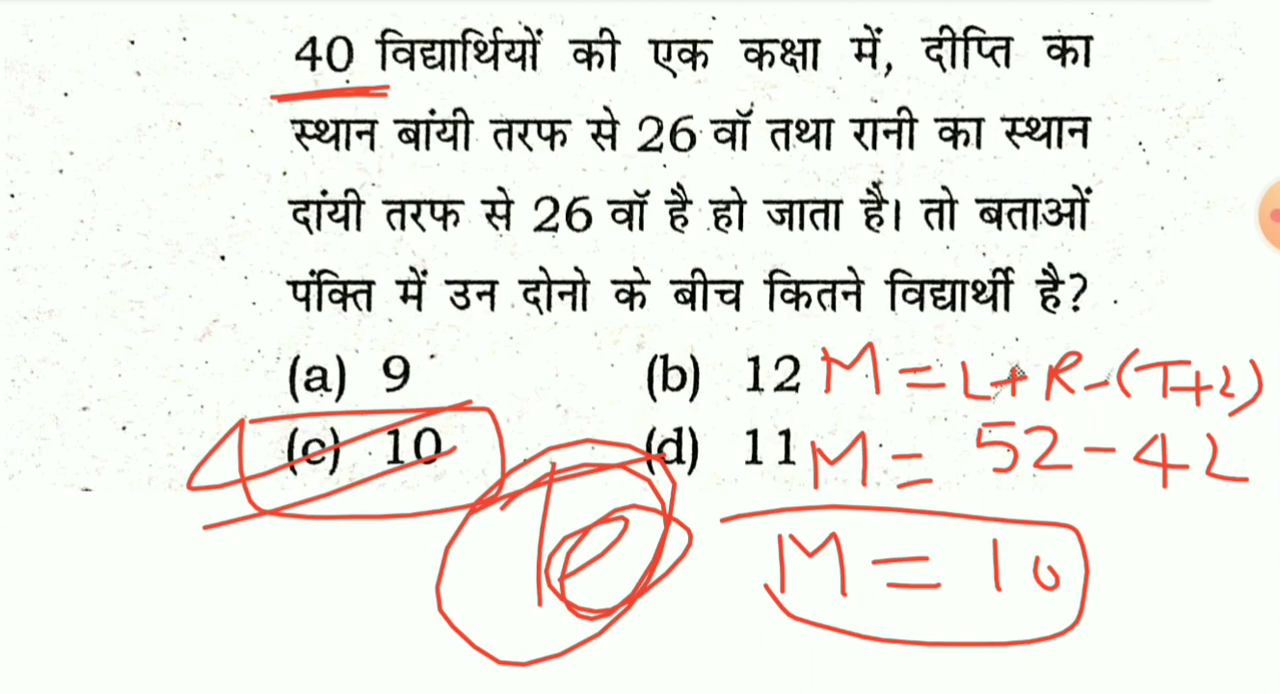 40 विद्यार्थियों की एक कक्षा में, दीप्ति का
स्थान बांयी तरफ से 26 वॉ तथा रानी का स्थान
दांयी तरफ से 26 वॉ है हो जाता है। तो बताओं
पंक्ति में उन दोनो के बीच कितने विद्यार्थी है?
(a) 9 (b) 12 M = L+R-(T+2)
(c) 10 (d) 11 M = 52-42
10 M = 10